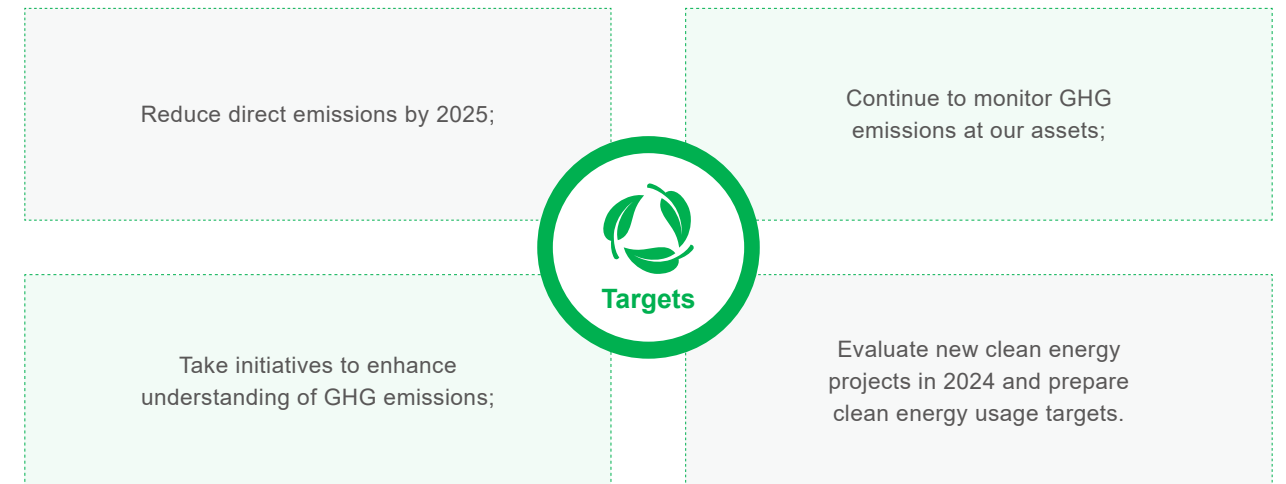 Reduce direct emissions by 2025;
Continue to monitor GHG
emissions at our assets;
Targets
Take initiatives to enhance
understanding of GHG emissions;
Evaluate new clean energy
projects in 2024 and prepare
clean energy usage targets.